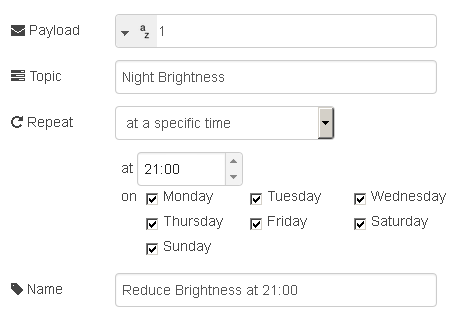 Payload a z 1
Topic Night Brightness
Repeat at a specific time
at 21:00
on Monday Tuesday Wednesday
Thursday Friday Saturday
Sunday
Name Reduce Brightness at 21:00